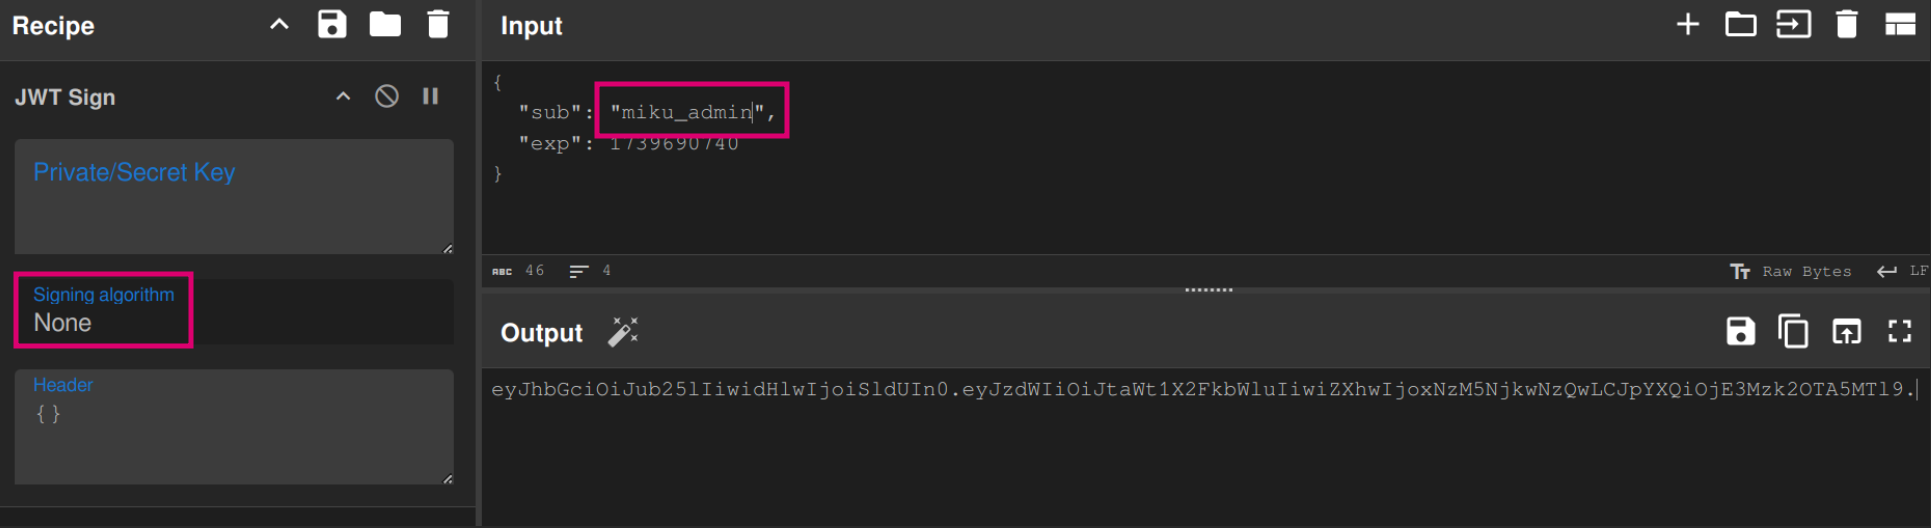 Recipe
JWT Sign
Private/Secret Key
Signing algorithm
None
Header
{}
Input
{
"sub": "miku_admin",
"exp": 1739690740
}
ABC 46 4
Tr Raw Bytes LF
Output
eyJhbGciOiJub25lIiwidHlwIjoiSldUIn0.eyJzdWIiOiJtaWt1X2FkbWluIiwiZXhwIjoxNzM5NjkwNzQwLCJpYXQiOjE3Mzk2OTA5MTl9.